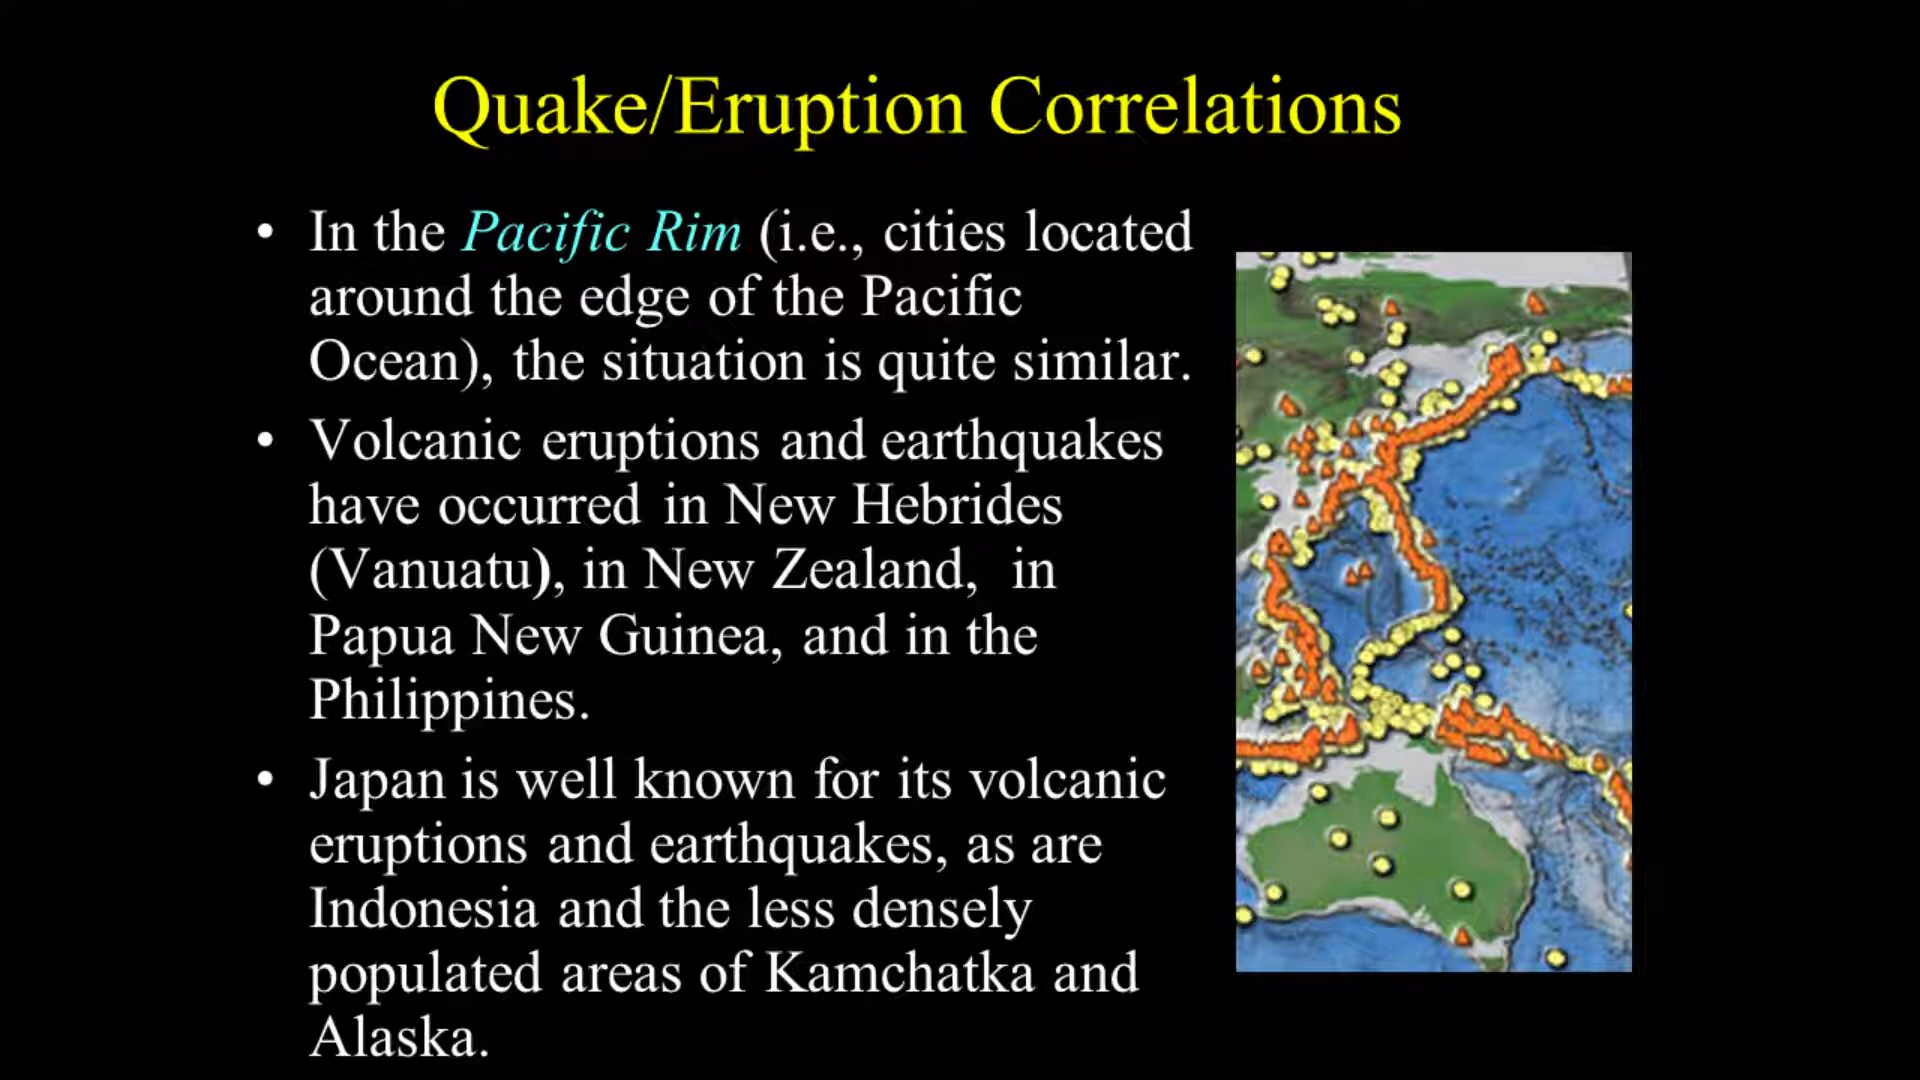 Quake/Eruption Correlations
• In the Pacific Rim (i.e., cities located
around the edge of the Pacific
Ocean), the situation is quite similar.
• Volcanic eruptions and earthquakes
have occurred in New Hebrides
(Vanuatu), in New Zealand, in
Papua New Guinea, and in the
Philippines.
• Japan is well known for its volcanic
eruptions and earthquakes, as are
Indonesia and the less densely
populated areas of Kamchatka and
Alaska.